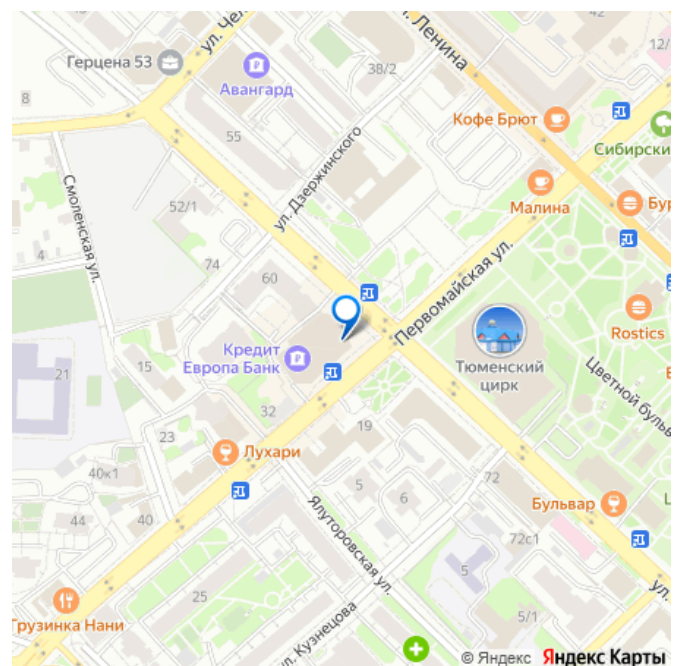 ул. Че
ул. Ленина
42
12/
Герцена 53
38/2
Авангард
8
Кофе Брют
55
ул. Дзержинского
Сибирски
Смоленская ул.
52/1
Малина
Бур
4
74
60
Первомайская ул.
Rostics
Кредит
Европа Банк
Тюменский
цирк
15
21
Цветной бульва
32
19
23
Лухари
40к1
5
6
72
Бульвар
44
40
Ялуторовская ул.
72с1
5
25
ул.
Грузинка Нани
ул. Кузнецова
5/1
© Яндекс Яндекс Карты